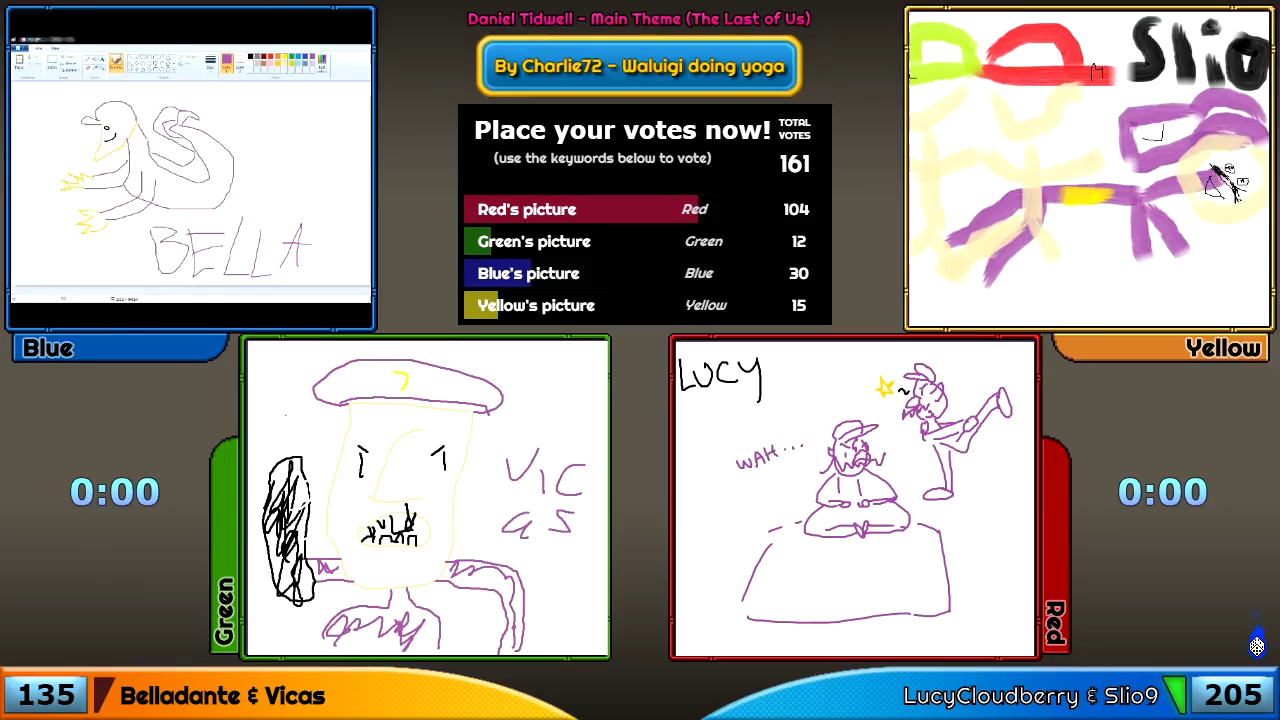 Daniel Tidwell - Main Theme (The Last of Us)
By Charlie72 - Waluigi doing yoga
Place your votes now!
TOTAL VOTES
(use the keywords below to vote)
161
Red's picture Red 104
Green's picture Green 12
Blue's picture Blue 30
Yellow's picture Yellow 15
BELLA
Blue
Slio
Yellow
VIC
as
0:00
Green
LUCY
WAH...
0:00
Red
135
Belladante & Vicas
LucyCloudberry & Slio9
205